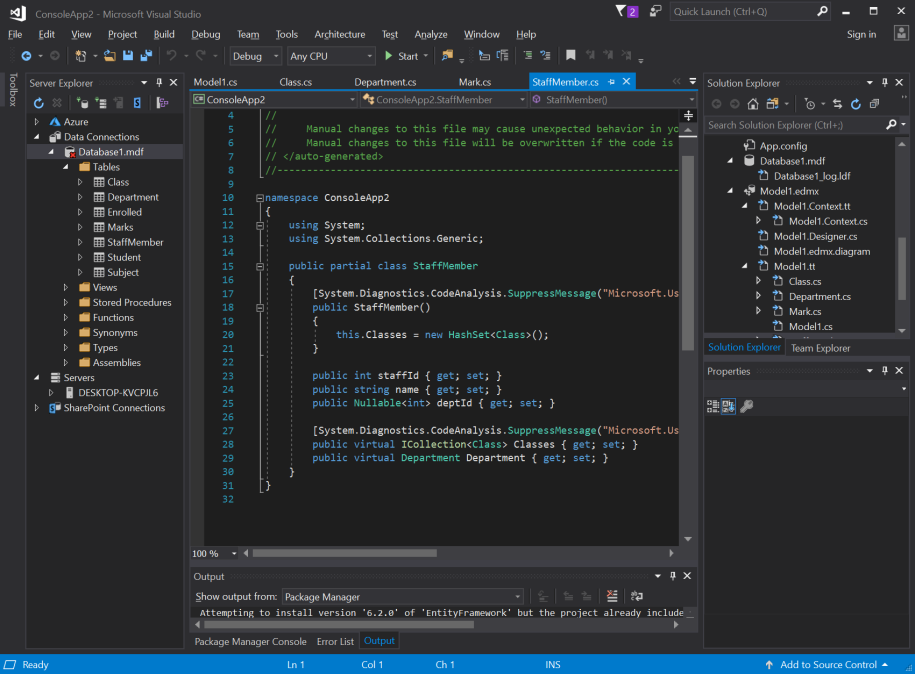 ConsoleApp2 - Microsoft Visual Studio
2
Quick Launch (Ctrl+Q)
File Edit View Project Build Debug Team Tools Architecture Test Analyze Window Help
Sign in
Debug Any CPU Start
Toolbox
Server Explorer
Azure
Data Connections
Database1.mdf
Tables
Class
Department
Enrolled
Marks
StaffMember
Student
Subject
Views
Stored Procedures
Functions
Synonyms
Types
Assemblies
Servers
DESKTOP-KVCPJL6
SharePoint Connections
Model1.cs Class.cs Department.cs Mark.cs StaffMember.cs
ConsoleApp2 ConsoleApp2.StaffMember StaffMember()
4 //
5 // Manual changes to this file may cause unexpected behavior in yo
6 // Manual changes to this file will be overwritten if the code is
7 // </auto-generated>
8 //------------------------------------------------------------------
9
10 namespace ConsoleApp2
11 {
12 using System;
13 using System.Collections.Generic;
14
15 public partial class StaffMember
16 {
17 [System.Diagnostics.CodeAnalysis.SuppressMessage("Microsoft.Us
18 public StaffMember()
19 {
20 this.Classes = new HashSet<Class>();
21 }
22
23 public int staffId { get; set; }
24 public string name { get; set; }
25 public Nullable<int> deptId { get; set; }
26
27 [System.Diagnostics.CodeAnalysis.SuppressMessage("Microsoft.Us
28 public virtual ICollection<Class> Classes { get; set; }
29 public virtual Department Department { get; set; }
30 }
31 }
32
100 %
Output
Show output from: Package Manager
Attempting to install version '6.2.0' of 'EntityFramework' but the project already include
Package Manager Console Error List Output
Solution Explorer
Search Solution Explorer (Ctrl+;)
App.config
Database1.mdf
Database1_log.ldf
Model1.edmx
Model1.Context.tt
Model1.Context.cs
Model1.Designer.cs
Model1.edmx.diagram
Model1.tt
Class.cs
Department.cs
Mark.cs
Model1.cs
Solution Explorer Team Explorer
Properties
Ready Ln 1 Col 1 Ch 1 INS Add to Source Control